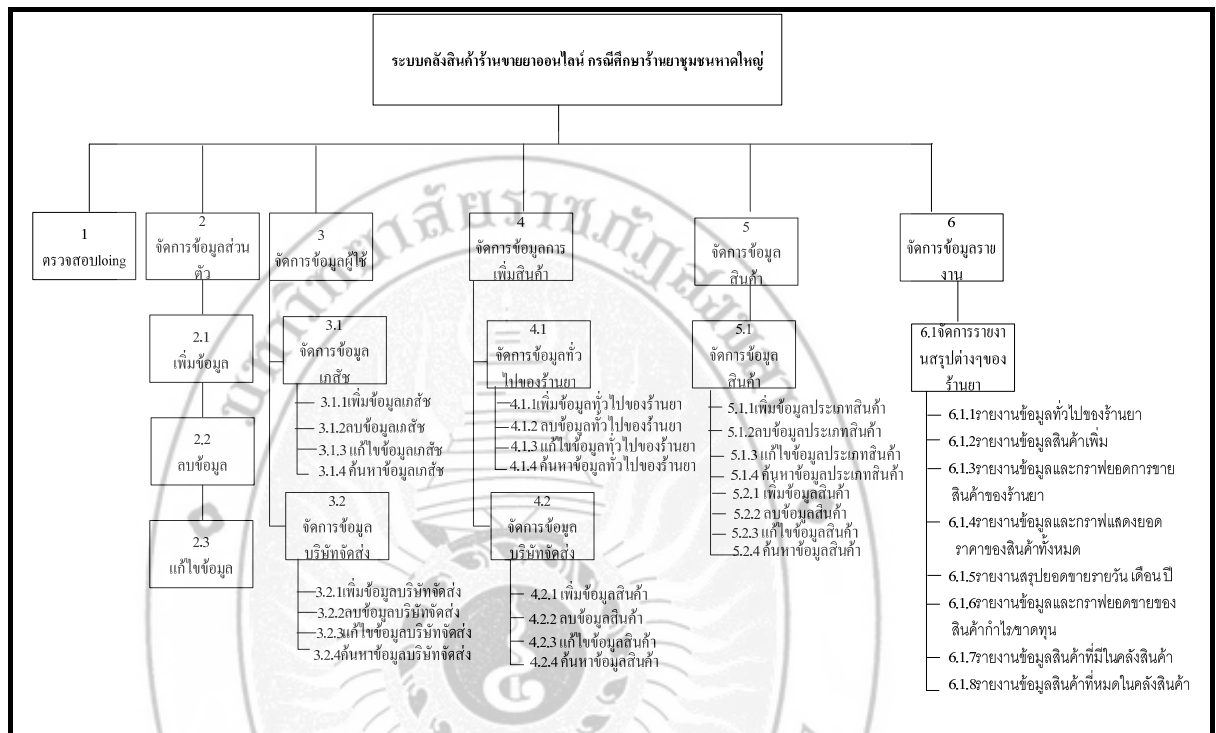 ระบบคลังสินค้าร้านขายยาออนไลน์ กรณีศึกษาร้านยาชุมชนหาดใหญ่
1
ตรวจสอบloing
2
จัดการข้อมูลส่วน
ตัว
2.1
เพิ่มข้อมูล
2.2
ลบข้อมูล
2.3
แก้ไขข้อมูล
3
จัดการข้อมูลผู้ใช้
3.1
จัดการข้อมูล
เภสัช
3.1.1เพิ่มข้อมูลเภสัช
3.1.2ลบข้อมูลเภสัช
3.1.3 แก้ไขข้อมูลเภสัช
3.1.4 ค้นหาข้อมูลเภสัช
3.2
จัดการข้อมูล
บริษัทจัดส่ง
3.2.1เพิ่มข้อมูลบริษัทจัดส่ง
3.2.2ลบข้อมูลบริษัทจัดส่ง
3.2.3แก้ไขข้อมูลบริษัทจัดส่ง
3.2.4ค้นหาข้อมูลบริษัทจัดส่ง
4
จัดการข้อมูลการ
เพิ่มสินค้า
4.1
จัดการข้อมูลทั่ว
ไปของร้านยา
4.1.1เพิ่มข้อมูลทั่วไปของร้านยา
4.1.2 ลบข้อมูลทั่วไปของร้านยา
4.1.3 แก้ไขข้อมูลทั่วไปของร้านยา
4.1.4 ค้นหาข้อมูลทั่วไปของร้านยา
4.2
จัดการข้อมูล
บริษัทจัดส่ง
4.2.1 เพิ่มข้อมูลสินค้า
4.2.2 ลบข้อมูลสินค้า
4.2.3 แก้ไขข้อมูลสินค้า
4.2.4 ค้นหาข้อมูลสินค้า
5
จัดการข้อมูล
สินค้า
5.1
จัดการข้อมูล
สินค้า
5.1.1เพิ่มข้อมูลประเภทสินค้า
5.1.2ลบข้อมูลประเภทสินค้า
5.1.3 แก้ไขข้อมูลประเภทสินค้า
5.1.4 ค้นหาข้อมูลประเภทสินค้า
5.2.1 เพิ่มข้อมูลสินค้า
5.2.2 ลบข้อมูลสินค้า
5.2.3 แก้ไขข้อมูลสินค้า
5.2.4 ค้นหาข้อมูลสินค้า
6
จัดการข้อมูลราย
งาน
6.1จัดการรายงา
นสรุปต่างๆของ
ร้านยา
6.1.1รายงานข้อมูลทั่วไปของร้านยา
6.1.2รายงานข้อมูลสินค้าเพิ่ม
6.1.3รายงานข้อมูลและกราฟยอดการขาย
สินค้าของร้านยา
6.1.4รายงานข้อมูลและกราฟแสดงยอด
ราคาของสินค้าทั้งหมด
6.1.5รายงานสรุปยอดขายรายวัน เดือน ปี
6.1.6รายงานข้อมูลและกราฟยอดขายของ
สินค้ากำไรขาดทุน
6.1.7รายงานข้อมูลสินค้าที่มีในคลังสินค้า
6.1.8รายงานข้อมูลสินค้าที่หมดในคลังสินค้า
มหาวิทยาลัยราชภัฏสงขลา